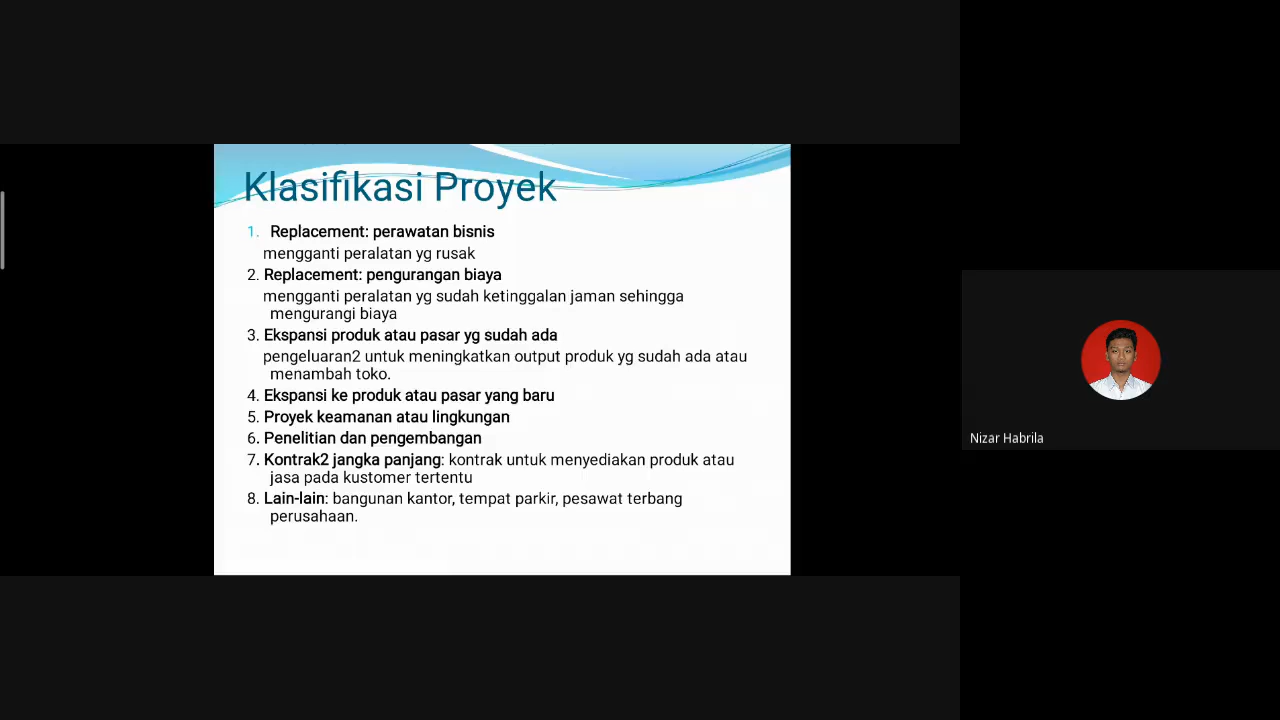 Klasifikasi Proyek
1. Replacement: perawatan bisnis
mengganti peralatan yg rusak
2. Replacement: pengurangan biaya
mengganti peralatan yg sudah ketinggalan jaman sehingga
mengurangi biaya
3. Ekspansi produk atau pasar yg sudah ada
pengeluaran2 untuk meningkatkan output produk yg sudah ada atau
menambah toko.
4. Ekspansi ke produk atau pasar yang baru
5. Proyek keamanan atau lingkungan
6. Penelitian dan pengembangan
7. Kontrak2 jangka panjang: kontrak untuk menyediakan produk atau
jasa pada kustomer tertentu
8. Lain-lain: bangunan kantor, tempat parkir, pesawat terbang
perusahaan.
Nizar Habrila